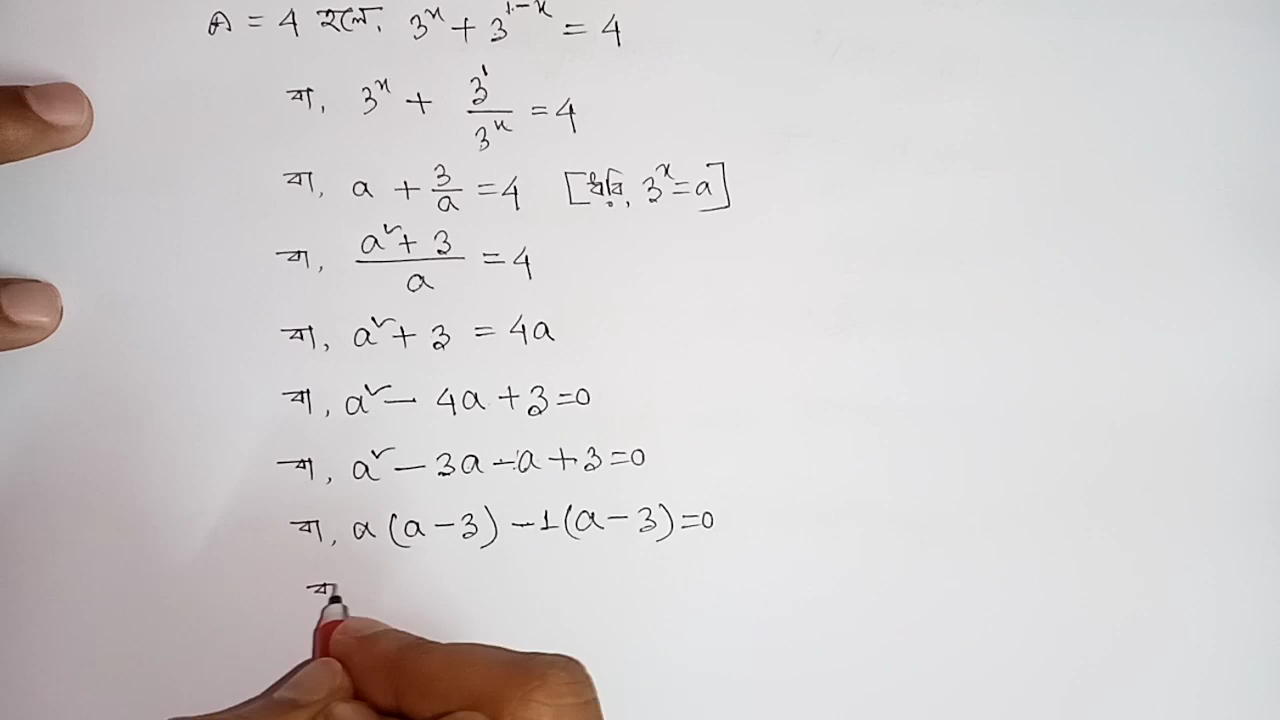 A = 4 হলে, 3ˣ + 3¹⁻ˣ = 4
বা, 3ˣ + 3¹/3ˣ = 4
বা, a + 3/a = 4 [ধরি, 3ˣ = a]
বা, (a² + 3)/a = 4
বা, a² + 3 = 4a
বা, a² - 4a + 3 = 0
বা, a² - 3a - a + 3 = 0
বা, a(a - 3) - 1(a - 3) = 0
ব